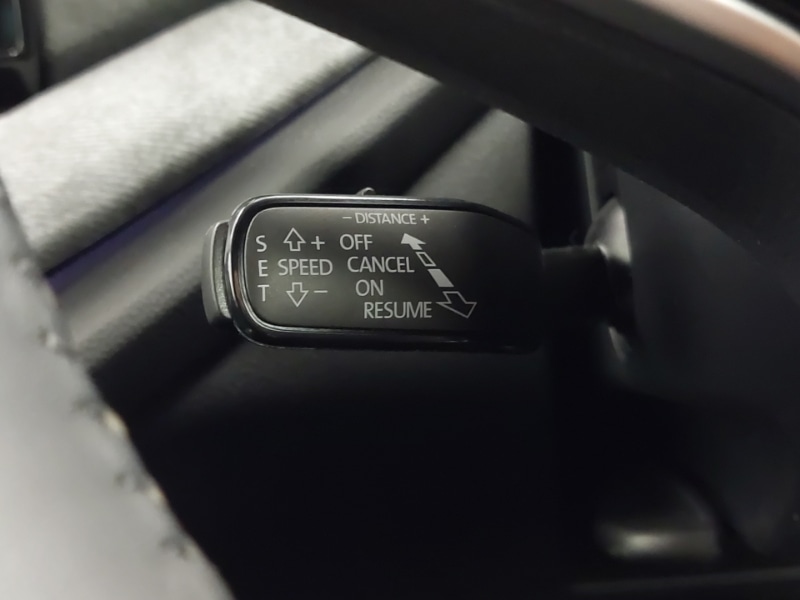 – DISTANCE +
S + OFF
E SPEED CANCEL
T – ON
RESUME